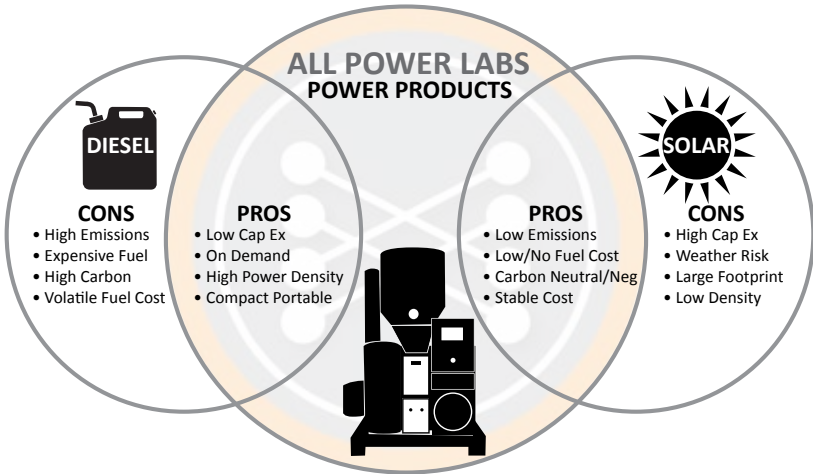 ALL POWER LABS
POWER PRODUCTS
DIESEL
CONS
• High Emissions
• Expensive Fuel
• High Carbon
• Volatile Fuel Cost
PROS
• Low Cap Ex
• On Demand
• High Power Density
• Compact Portable
PROS
• Low Emissions
• Low/No Fuel Cost
• Carbon Neutral/Neg
• Stable Cost
SOLAR
CONS
• High Cap Ex
• Weather Risk
• Large Footprint
• Low Density